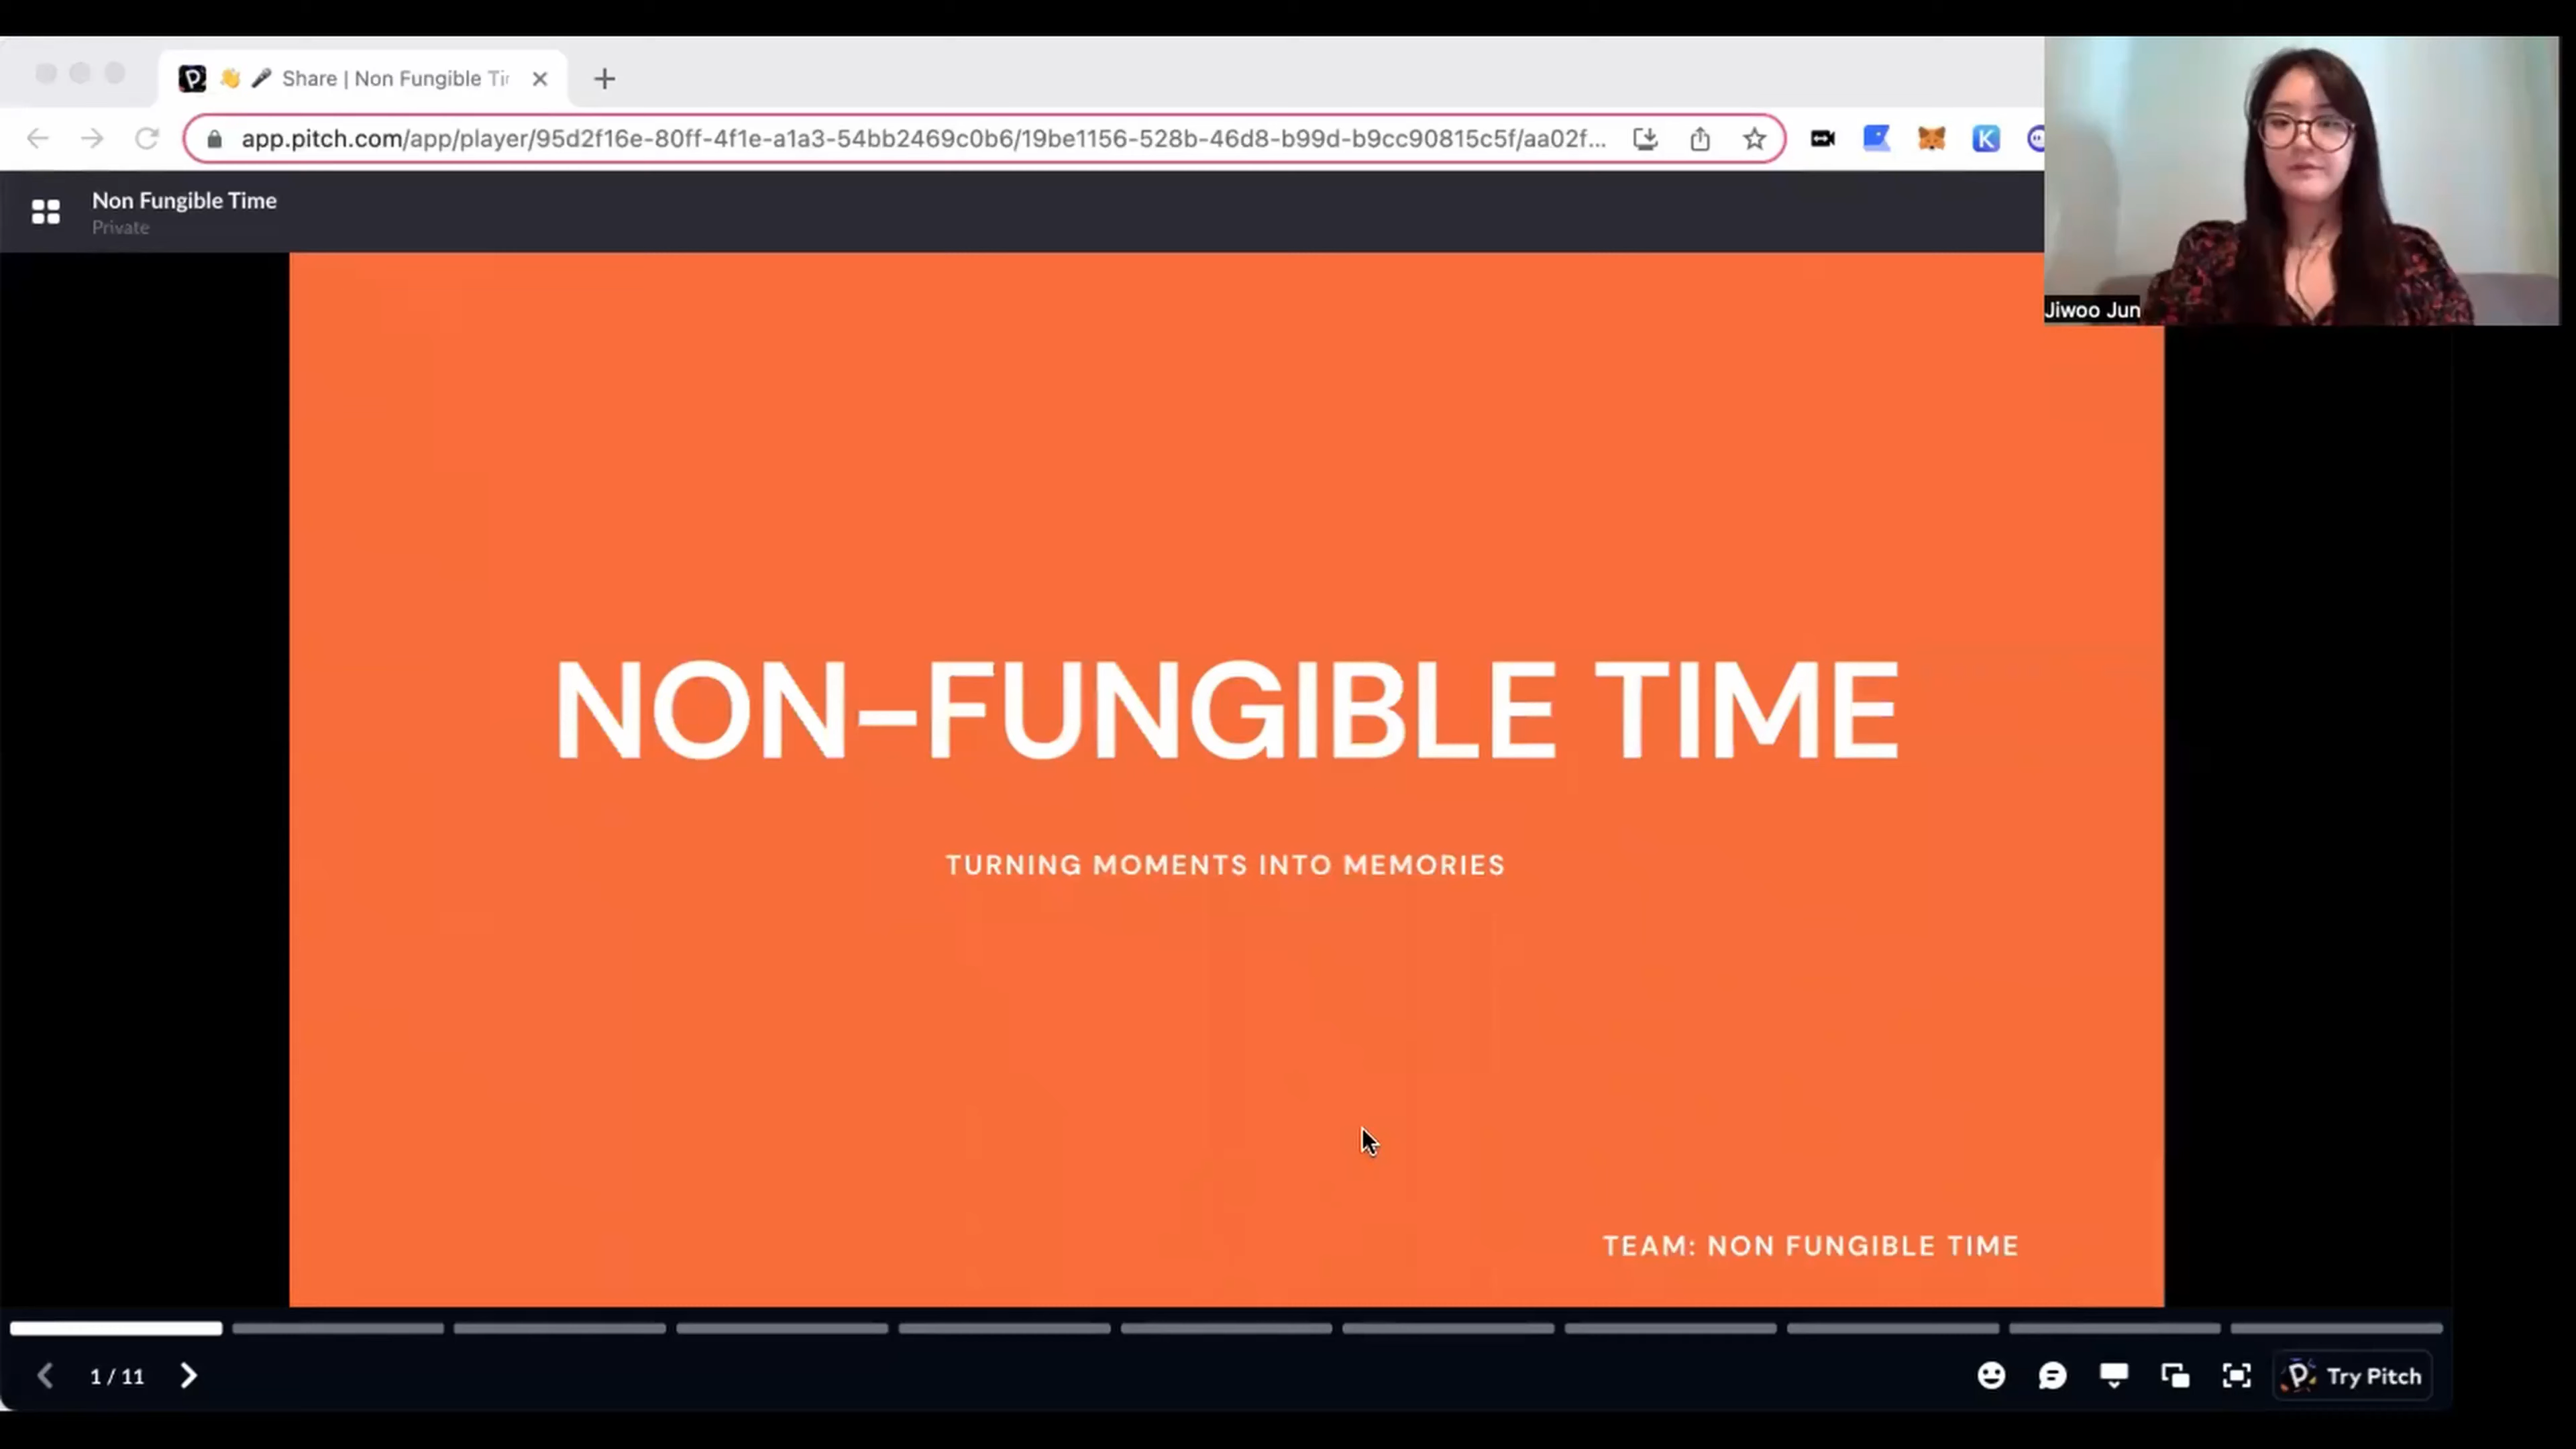 Share | Non Fungible Tir
app.pitch.com/app/player/95d2f16e-80ff-4f1e-a1a3-54bb2469c0b6/19be1156-528b-46d8-b99d-b9cc90815c5f/aa02f...
K
Non Fungible Time
Private
Jiwoo Jun
NON-FUNGIBLE TIME
TURNING MOMENTS INTO MEMORIES
TEAM: NON FUNGIBLE TIME
1 / 11
Try Pitch